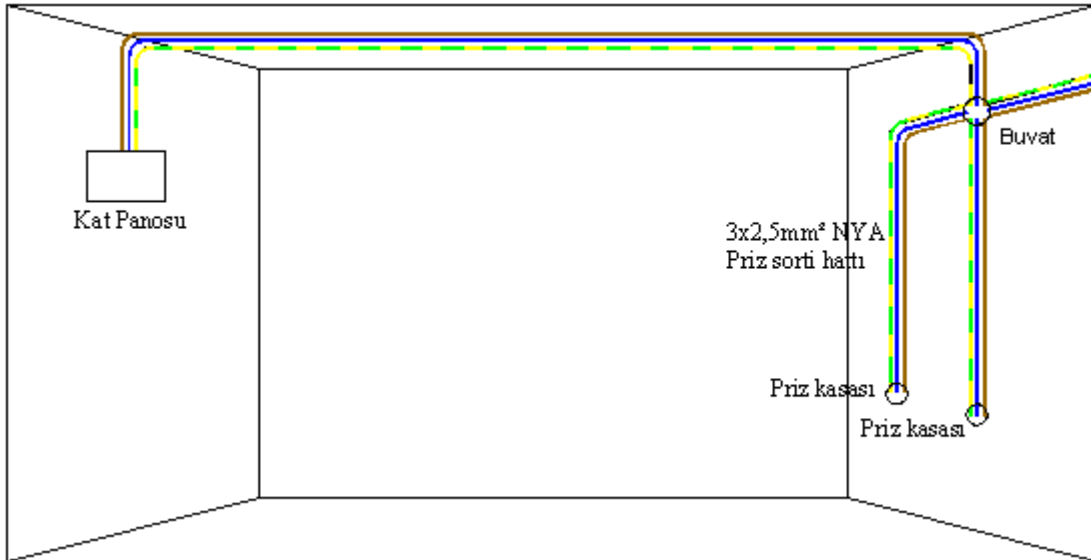 Buvat
Kat Panosu
3x2,5mm² NYA
Priz sorti hattı
Priz kasası
Priz kasası